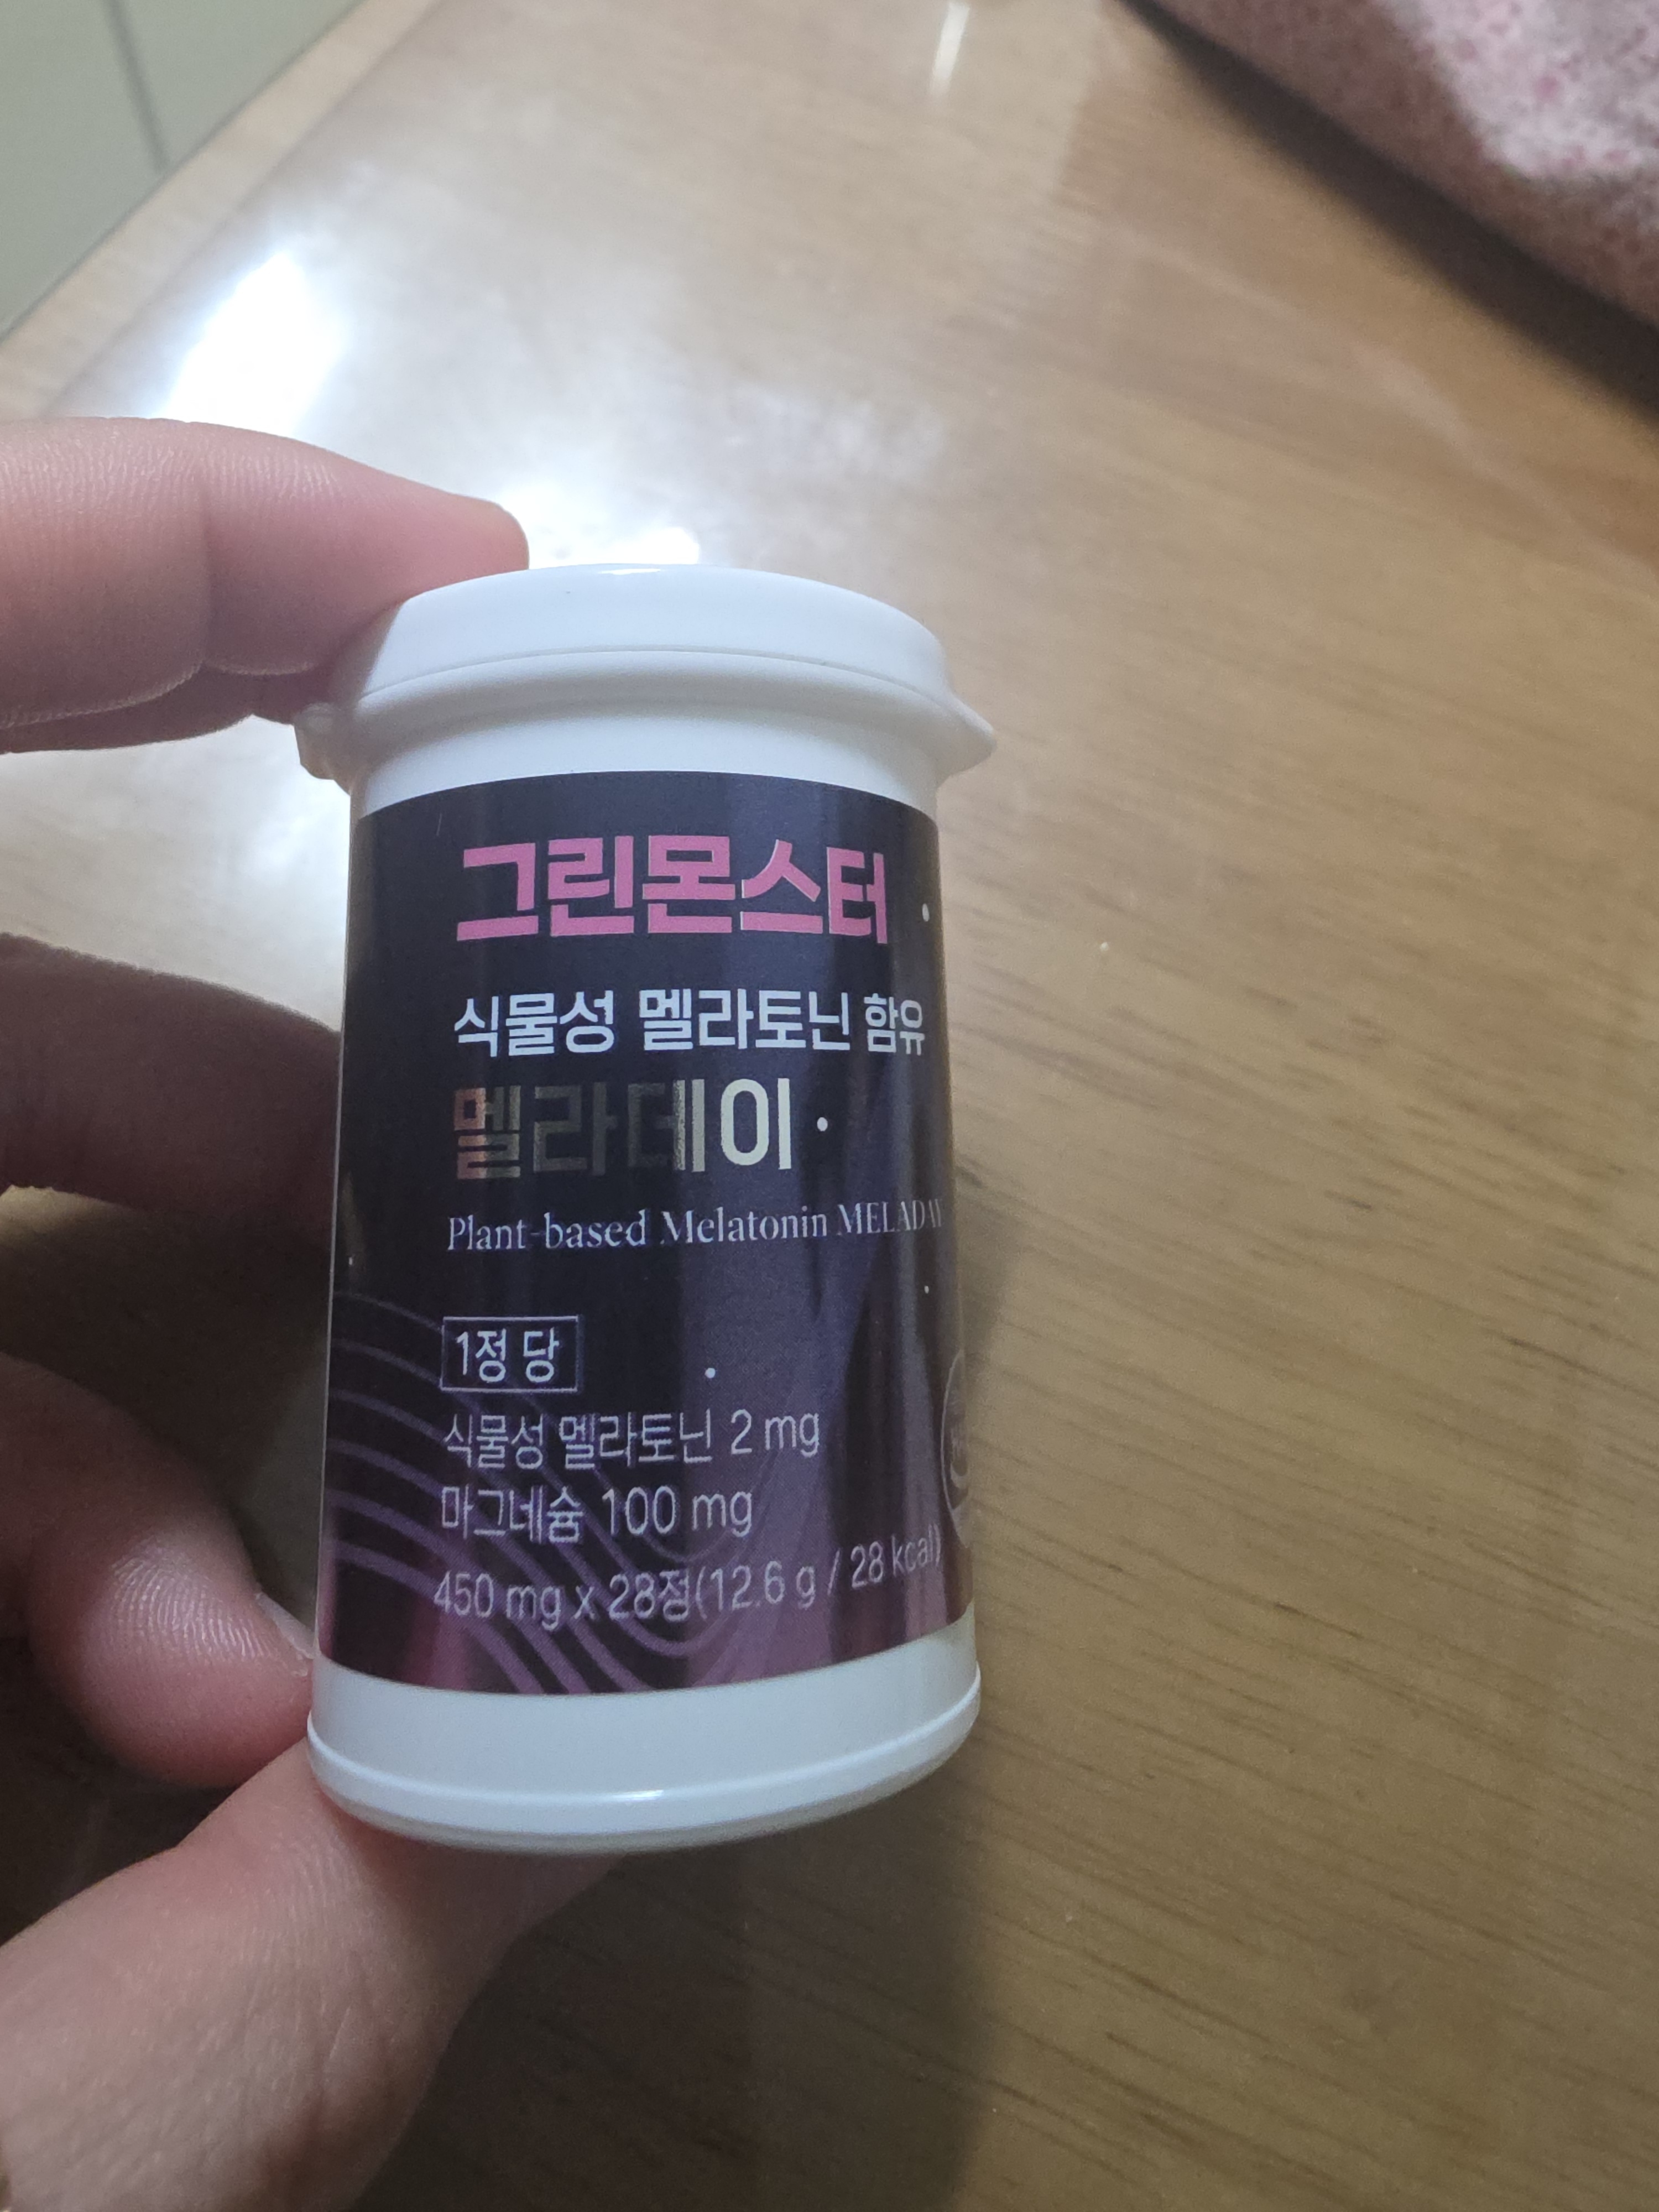 그린몬스터
식물성 멜라토닌 함유
멜라데이
Plant-based Melatonin MELADAY
1정 당
식물성 멜라토닌 2 mg
마그네슘 100 mg
450 mg x 28정(12.6 g / 28 kcal)